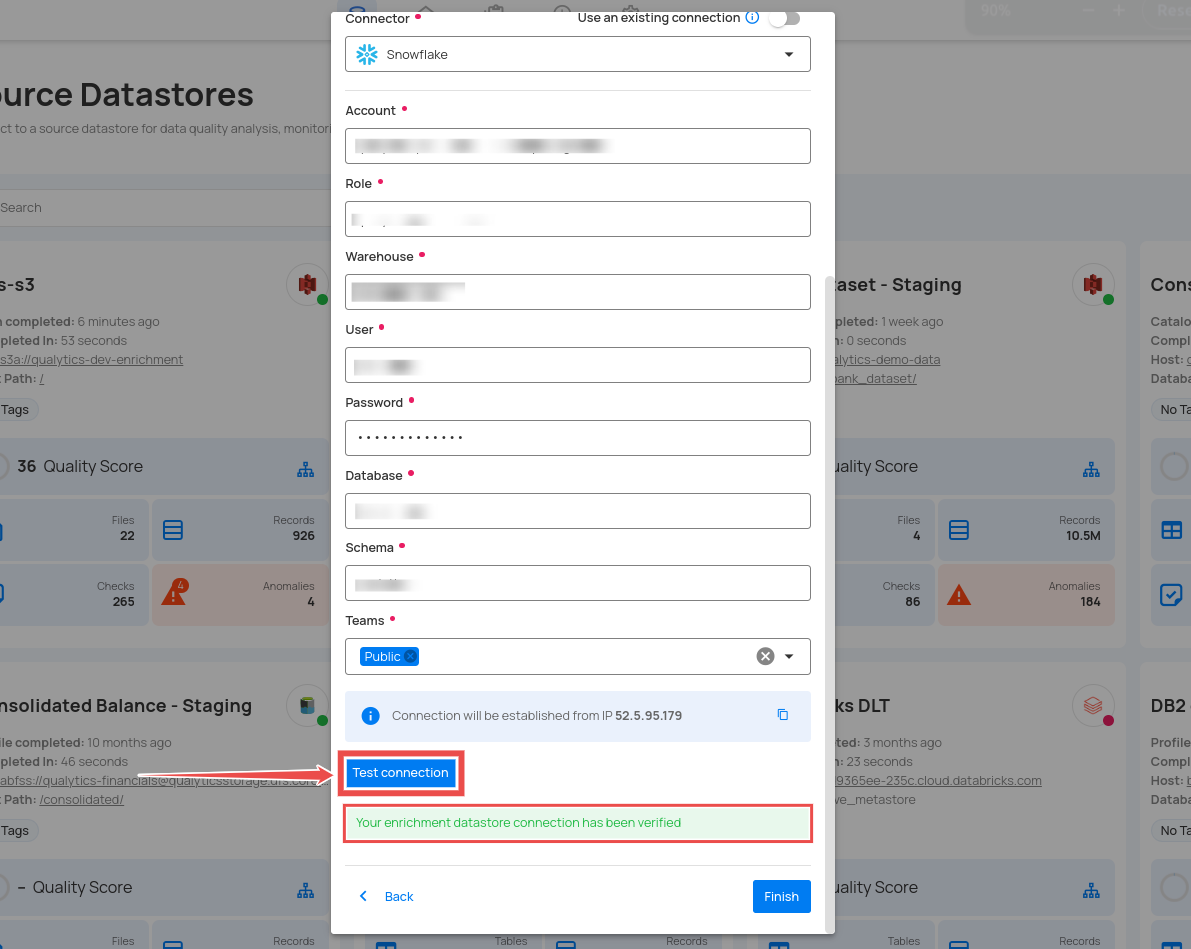 90%
Connector
Use an existing connection
Snowflake
Source Datastores
ct to a source datastore for data quality analysis, monitori
Account
Role
Search
Warehouse
s-s3
aset - Staging
Cons
User
n completed: 6 minutes ago
pleted In: 53 seconds
s3a://qualytics-dev-enrichment
t Path: /
Tags
pleted: 1 week ago
n: 0 seconds
alytics-demo-data
bank_dataset/
Catalo
Compl
Host:
Databa
No Ta
Password
•••••••••••••
36 Quality Score
uality Score
Database
Files
22
Records
926
Files
4
Records
10.5M
Schema
Checks
265
4
Anomalies
4
Checks
86
Anomalies
184
Teams
Public
nsolidated Balance - Staging
ks DLT
DB2
Connection will be established from IP 52.5.95.179
ile completed: 10 months ago
pleted In: 46 seconds
abfss://qualytics-financials@qualyticsstorage.dfs.core...
t Path: /consolidated/
Tags
ted: 3 months ago
n: 23 seconds
9365ee-235c.cloud.databricks.com
ve_metastore
Profile
Compl
Host:
Databa
No Ta
Test connection
Your enrichment datastore connection has been verified
– Quality Score
uality Score
Back
Finish
Files
Records
Tables
Records
Tables
Records